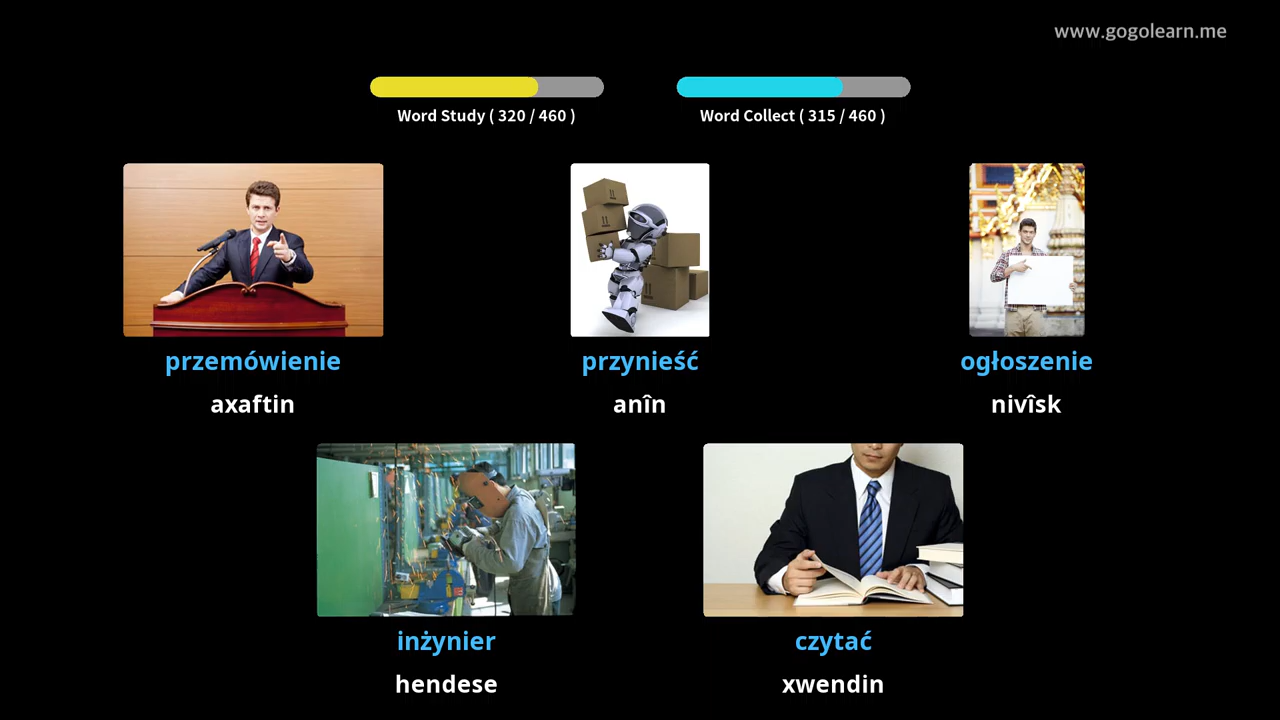 www.gogolearn.me
Word Study ( 320 / 460 )
Word Collect ( 315 / 460 )
przemówienie
przynieść
ogłoszenie
axaftin
anîn
nivîsk
inżynier
czytać
hendese
xwendin